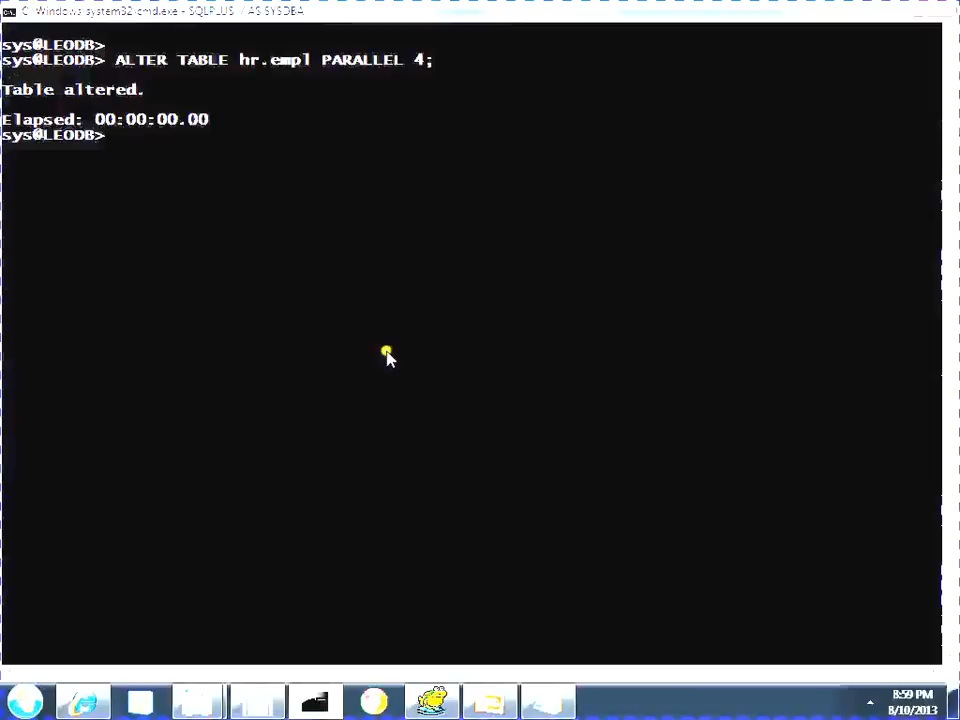 C:\Windows\system32\cmd.exe - SQLPLUS / AS SYSDBA
sys@LEODB>
sys@LEODB> ALTER TABLE hr.empl PARALLEL 4;
Table altered.
Elapsed: 00:00:00.00
sys@LEODB>
8:59 PM
8/10/2013